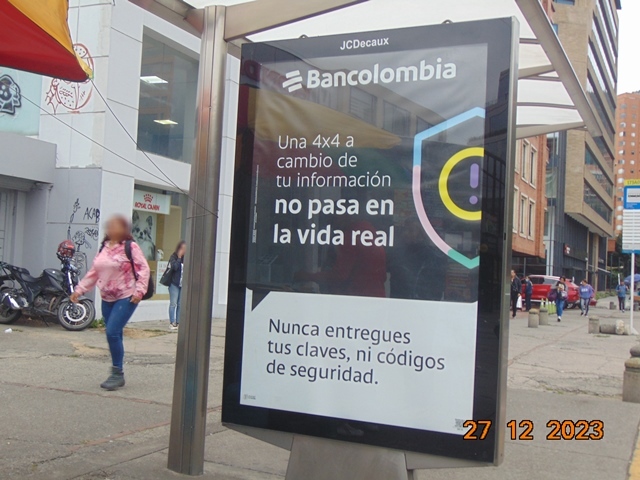 JCDecaux
Bancolombia
Una 4x4 a
cambio de
tu información
no pasa en
la vida real
Nunca entregues
tus claves, ni códigos
de seguridad.
ROYAL CANIN
27 12 2023